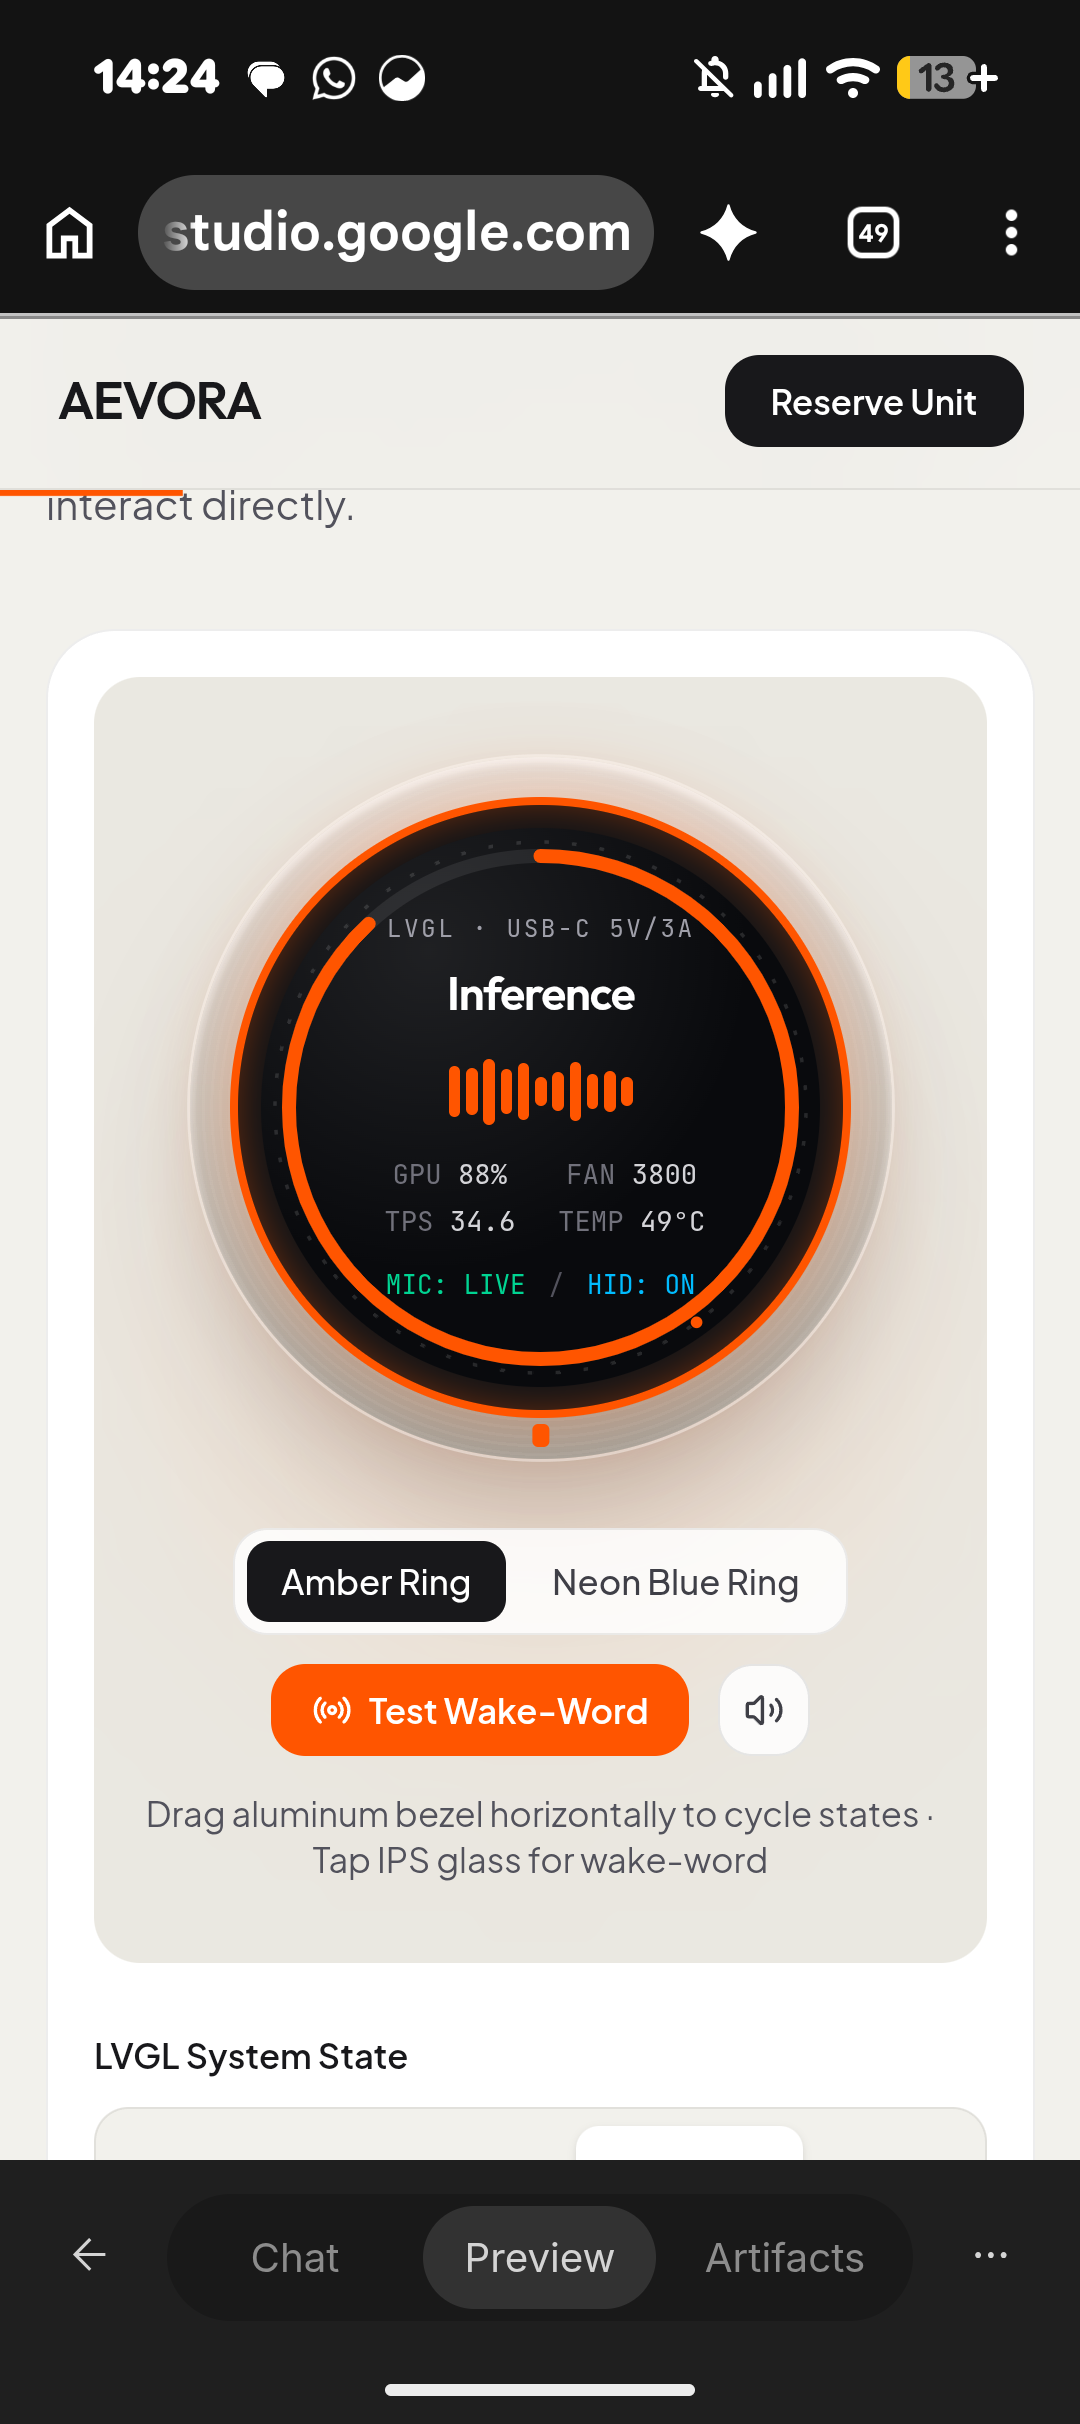 14:24
13
studio.google.com
49
AEVORA
Reserve Unit
interact directly.
LVGL · USB-C 5V/3A
Inference
GPU 88% FAN 3800
TPS 34.6 TEMP 49°C
MIC: LIVE / HID: ON
Amber Ring
Neon Blue Ring
Test Wake-Word
Drag aluminum bezel horizontally to cycle states ·
Tap IPS glass for wake-word
LVGL System State
Chat
Preview
Artifacts